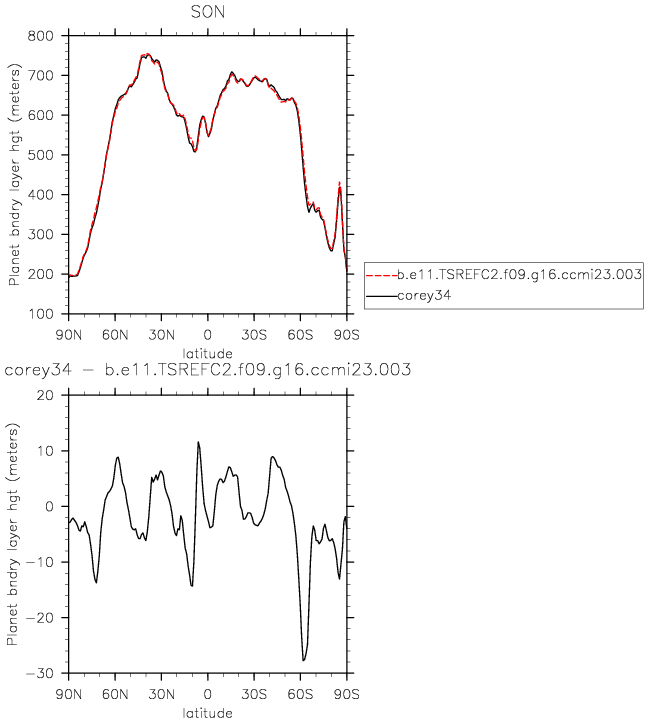 SON
800
700
600
500
400
300
200
100
Planet bndry layer hgt (meters)
90N 60N 30N 0 30S 60S 90S
latitude
b.e11.TSREFC2.f09.g16.ccmi23.003
corey34
corey34 − b.e11.TSREFC2.f09.g16.ccmi23.003
20
10
0
−10
−20
−30
Planet bndry layer hgt (meters)
90N 60N 30N 0 30S 60S 90S
latitude